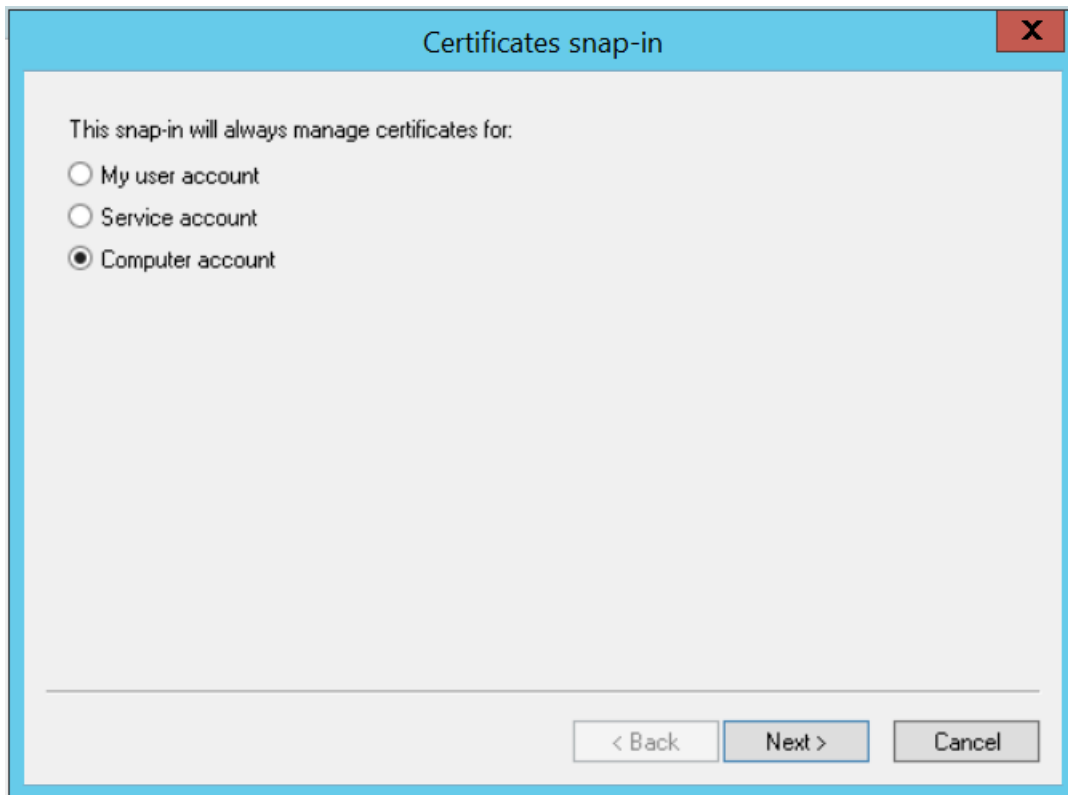 Certificates snap-in
X
This snap-in will always manage certificates for:
My user account
Service account
Computer account
< Back
Next >
Cancel